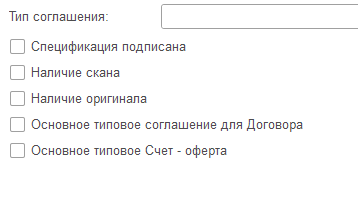 Тип соглашения:
Спецификация подписана
Наличие скана
Наличие оригинала
Основное типовое соглашение для Договора
Основное типовое Счет - оферта